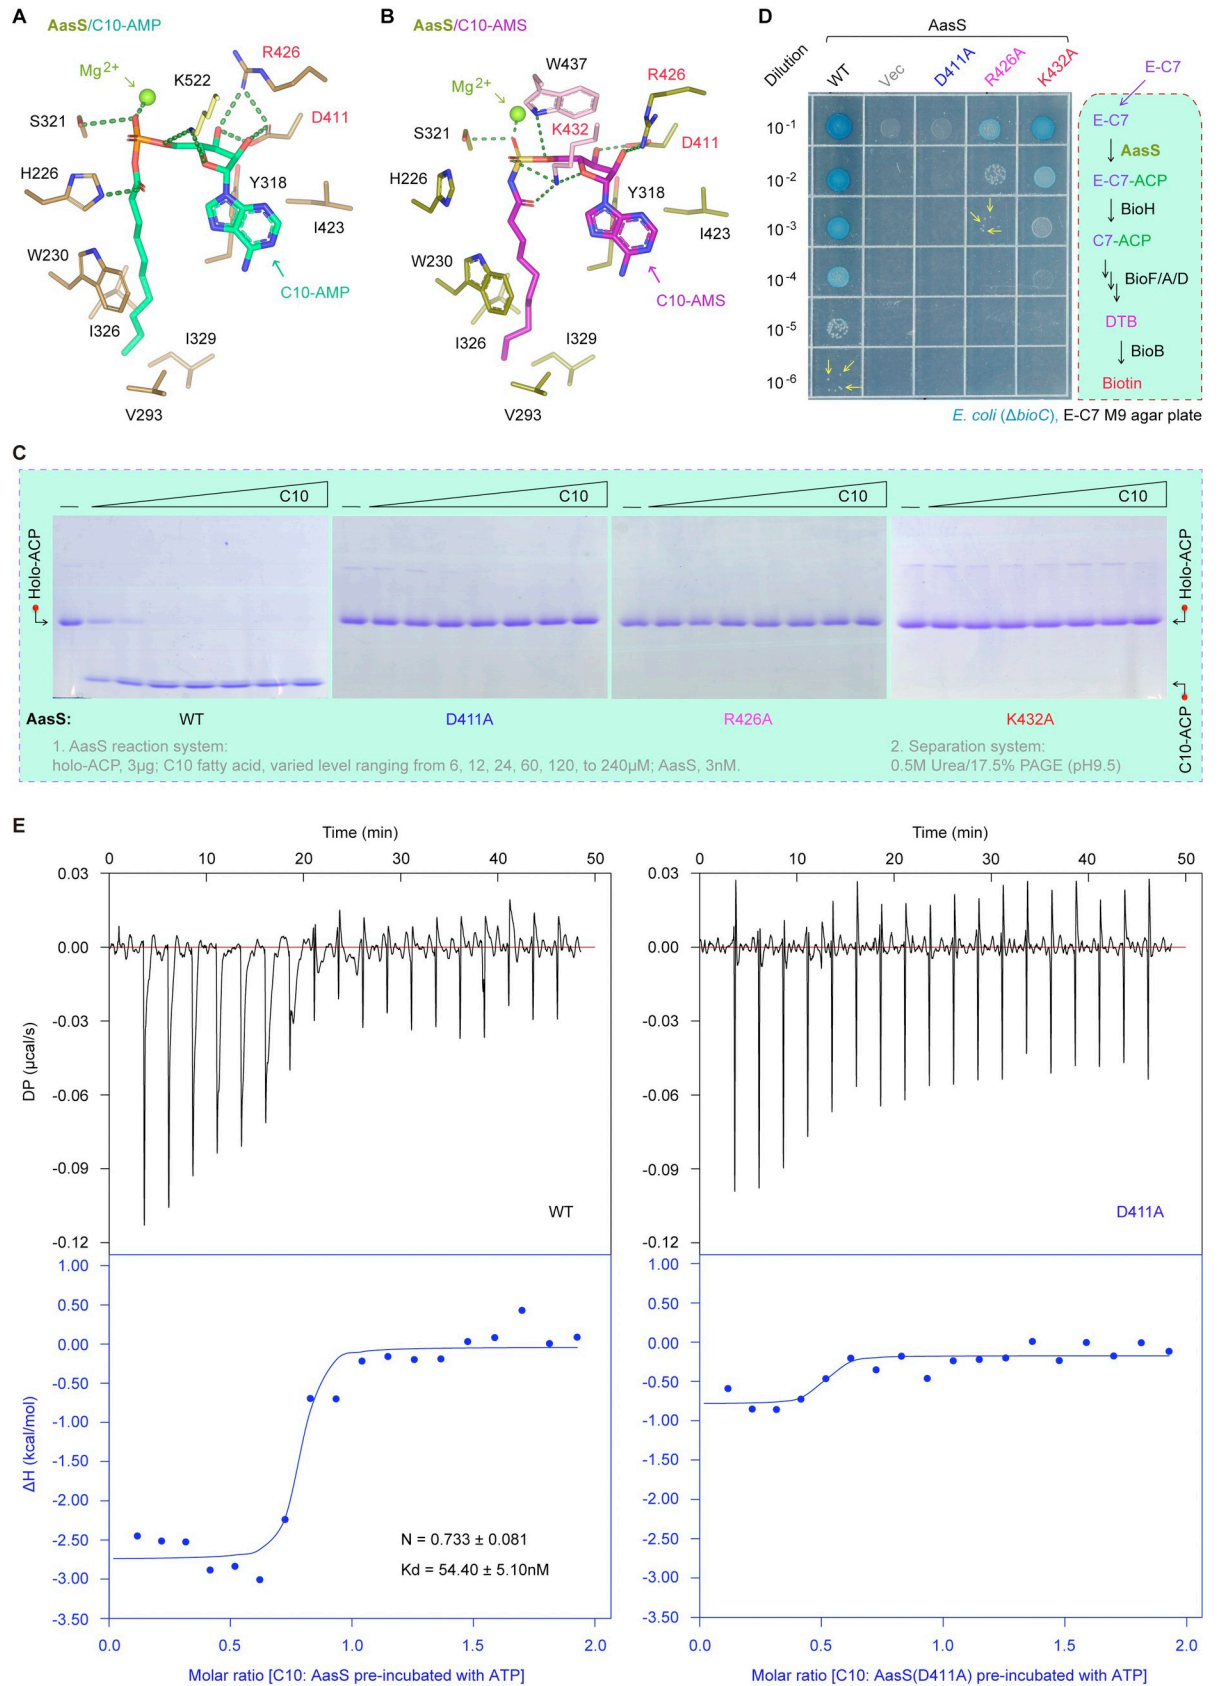 A
AasS/C10-AMP
Mg2+
K522
R426
S321
D411
H226
Y318
I423
W230
C10-AMP
I326
I329
V293
B
AasS/C10-AMS
W437
Mg2+
R426
S321
K432
D411
H226
Y318
I423
W230
C10-AMS
I326
I329
V293
D
AasS
Dilution
WT
Vec
D411A
R426A
K432A
10-1
10-2
10-3
10-4
10-5
10-6
E-C7
E-C7
AasS
E-C7-ACP
BioH
C7-ACP
BioF/A/D
DTB
BioB
Biotin
E. coli (ΔbioC), E-C7 M9 agar plate
C
— C10
— C10
— C10
— C10
Holo-ACP
Holo-ACP
C10-ACP
AasS: WT D411A R426A K432A
1. AasS reaction system:
holo-ACP, 3µg; C10 fatty acid, varied level ranging from 6, 12, 24, 60, 120, to 240µM; AasS, 3nM.
2. Separation system:
0.5M Urea/17.5% PAGE (pH9.5)
E
Time (min)
0 10 20 30 40 50
0.03
0.00
-0.03
-0.06
-0.09
-0.12
DP (µcal/s)
WT
1.00
0.50
0.00
-0.50
-1.00
-1.50
-2.00
-2.50
-3.00
-3.50
ΔH (kcal/mol)
N = 0.733 ± 0.081
Kd = 54.40 ± 5.10nM
0.0 0.5 1.0 1.5 2.0
Molar ratio [C10: AasS pre-incubated with ATP]
Time (min)
0 10 20 30 40 50
0.03
0.00
-0.03
-0.06
-0.09
-0.12
D411A
1.00
0.50
0.00
-0.50
-1.00
-1.50
-2.00
-2.50
-3.00
-3.50
0.0 0.5 1.0 1.5 2.0
Molar ratio [C10: AasS(D411A) pre-incubated with ATP]